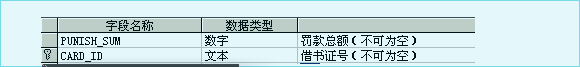 字段名称 数据类型
PUNISH_SUM 数字 罚款总额(不可为空)
CARD_ID 文本 借书证号(不可为空)